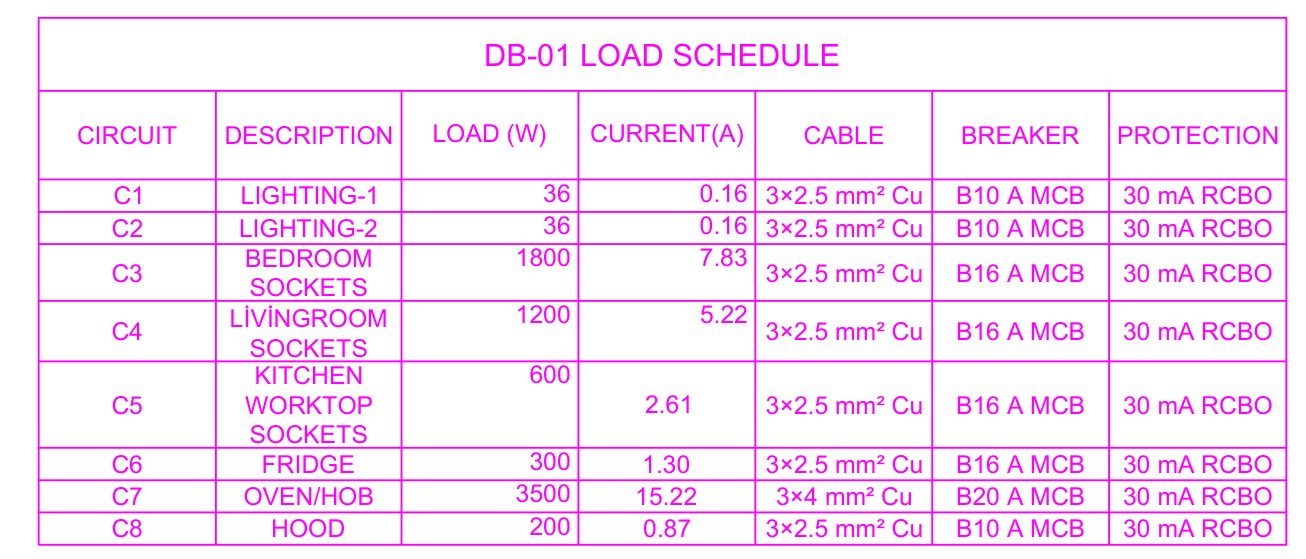 DB-01 LOAD SCHEDULE
CIRCUIT DESCRIPTION LOAD (W) CURRENT(A) CABLE BREAKER PROTECTION
C1 LIGHTING-1 36 0.16 3×2.5 mm² Cu B10 A MCB 30 mA RCBO
C2 LIGHTING-2 36 0.16 3×2.5 mm² Cu B10 A MCB 30 mA RCBO
C3 BEDROOM SOCKETS 1800 7.83 3×2.5 mm² Cu B16 A MCB 30 mA RCBO
C4 LİVİNGROOM SOCKETS 1200 5.22 3×2.5 mm² Cu B16 A MCB 30 mA RCBO
C5 KITCHEN WORKTOP SOCKETS 600 2.61 3×2.5 mm² Cu B16 A MCB 30 mA RCBO
C6 FRIDGE 300 1.30 3×2.5 mm² Cu B16 A MCB 30 mA RCBO
C7 OVEN/HOB 3500 15.22 3×4 mm² Cu B20 A MCB 30 mA RCBO
C8 HOOD 200 0.87 3×2.5 mm² Cu B10 A MCB 30 mA RCBO